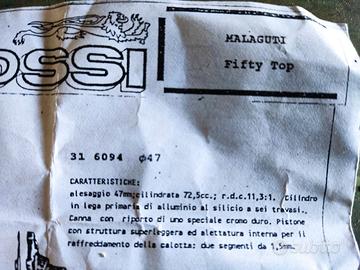 OSSI
MALAGUTI
Fifty Top
31 6094 ø47
CARATTERISTICHE:
alesaggio 47mm;cilindrata 72,5cc.; r.d.c.11,3:1. Cilindro
in lega primaria di alluminio al silicio a sei travasi.
Canna con riporto di uno speciale cromo duro. Pistone
con struttura superleggera ed alettatura interna per il
raffreddamento della calotta: due segmenti da 1,5mm.
subito